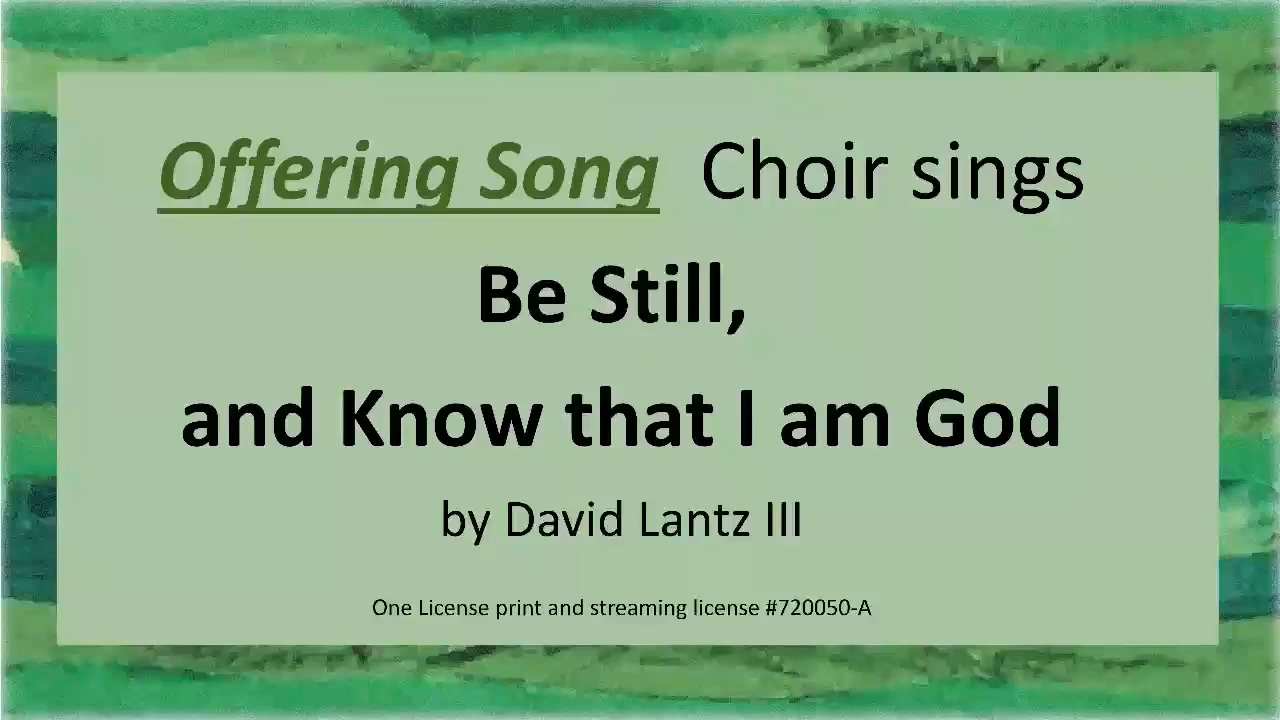 Offering Song Choir sings
Be Still,
and Know that I am God
by David Lantz III
One License print and streaming license #720050-A